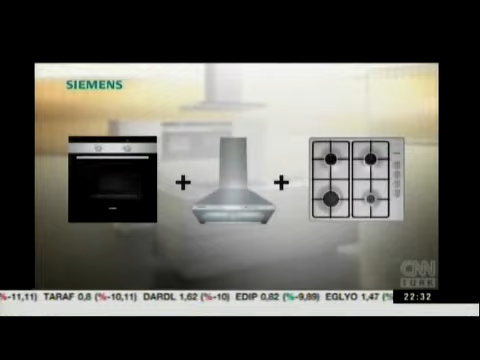 SIEMENS
+ +
CNN
TÜRK
%-11,11) TARAF 0,8 (%-10,11) DARDL 1,62 (%-10) EDIP 0,82 (%-9,89) EGLYO 1,47 (%
22:32